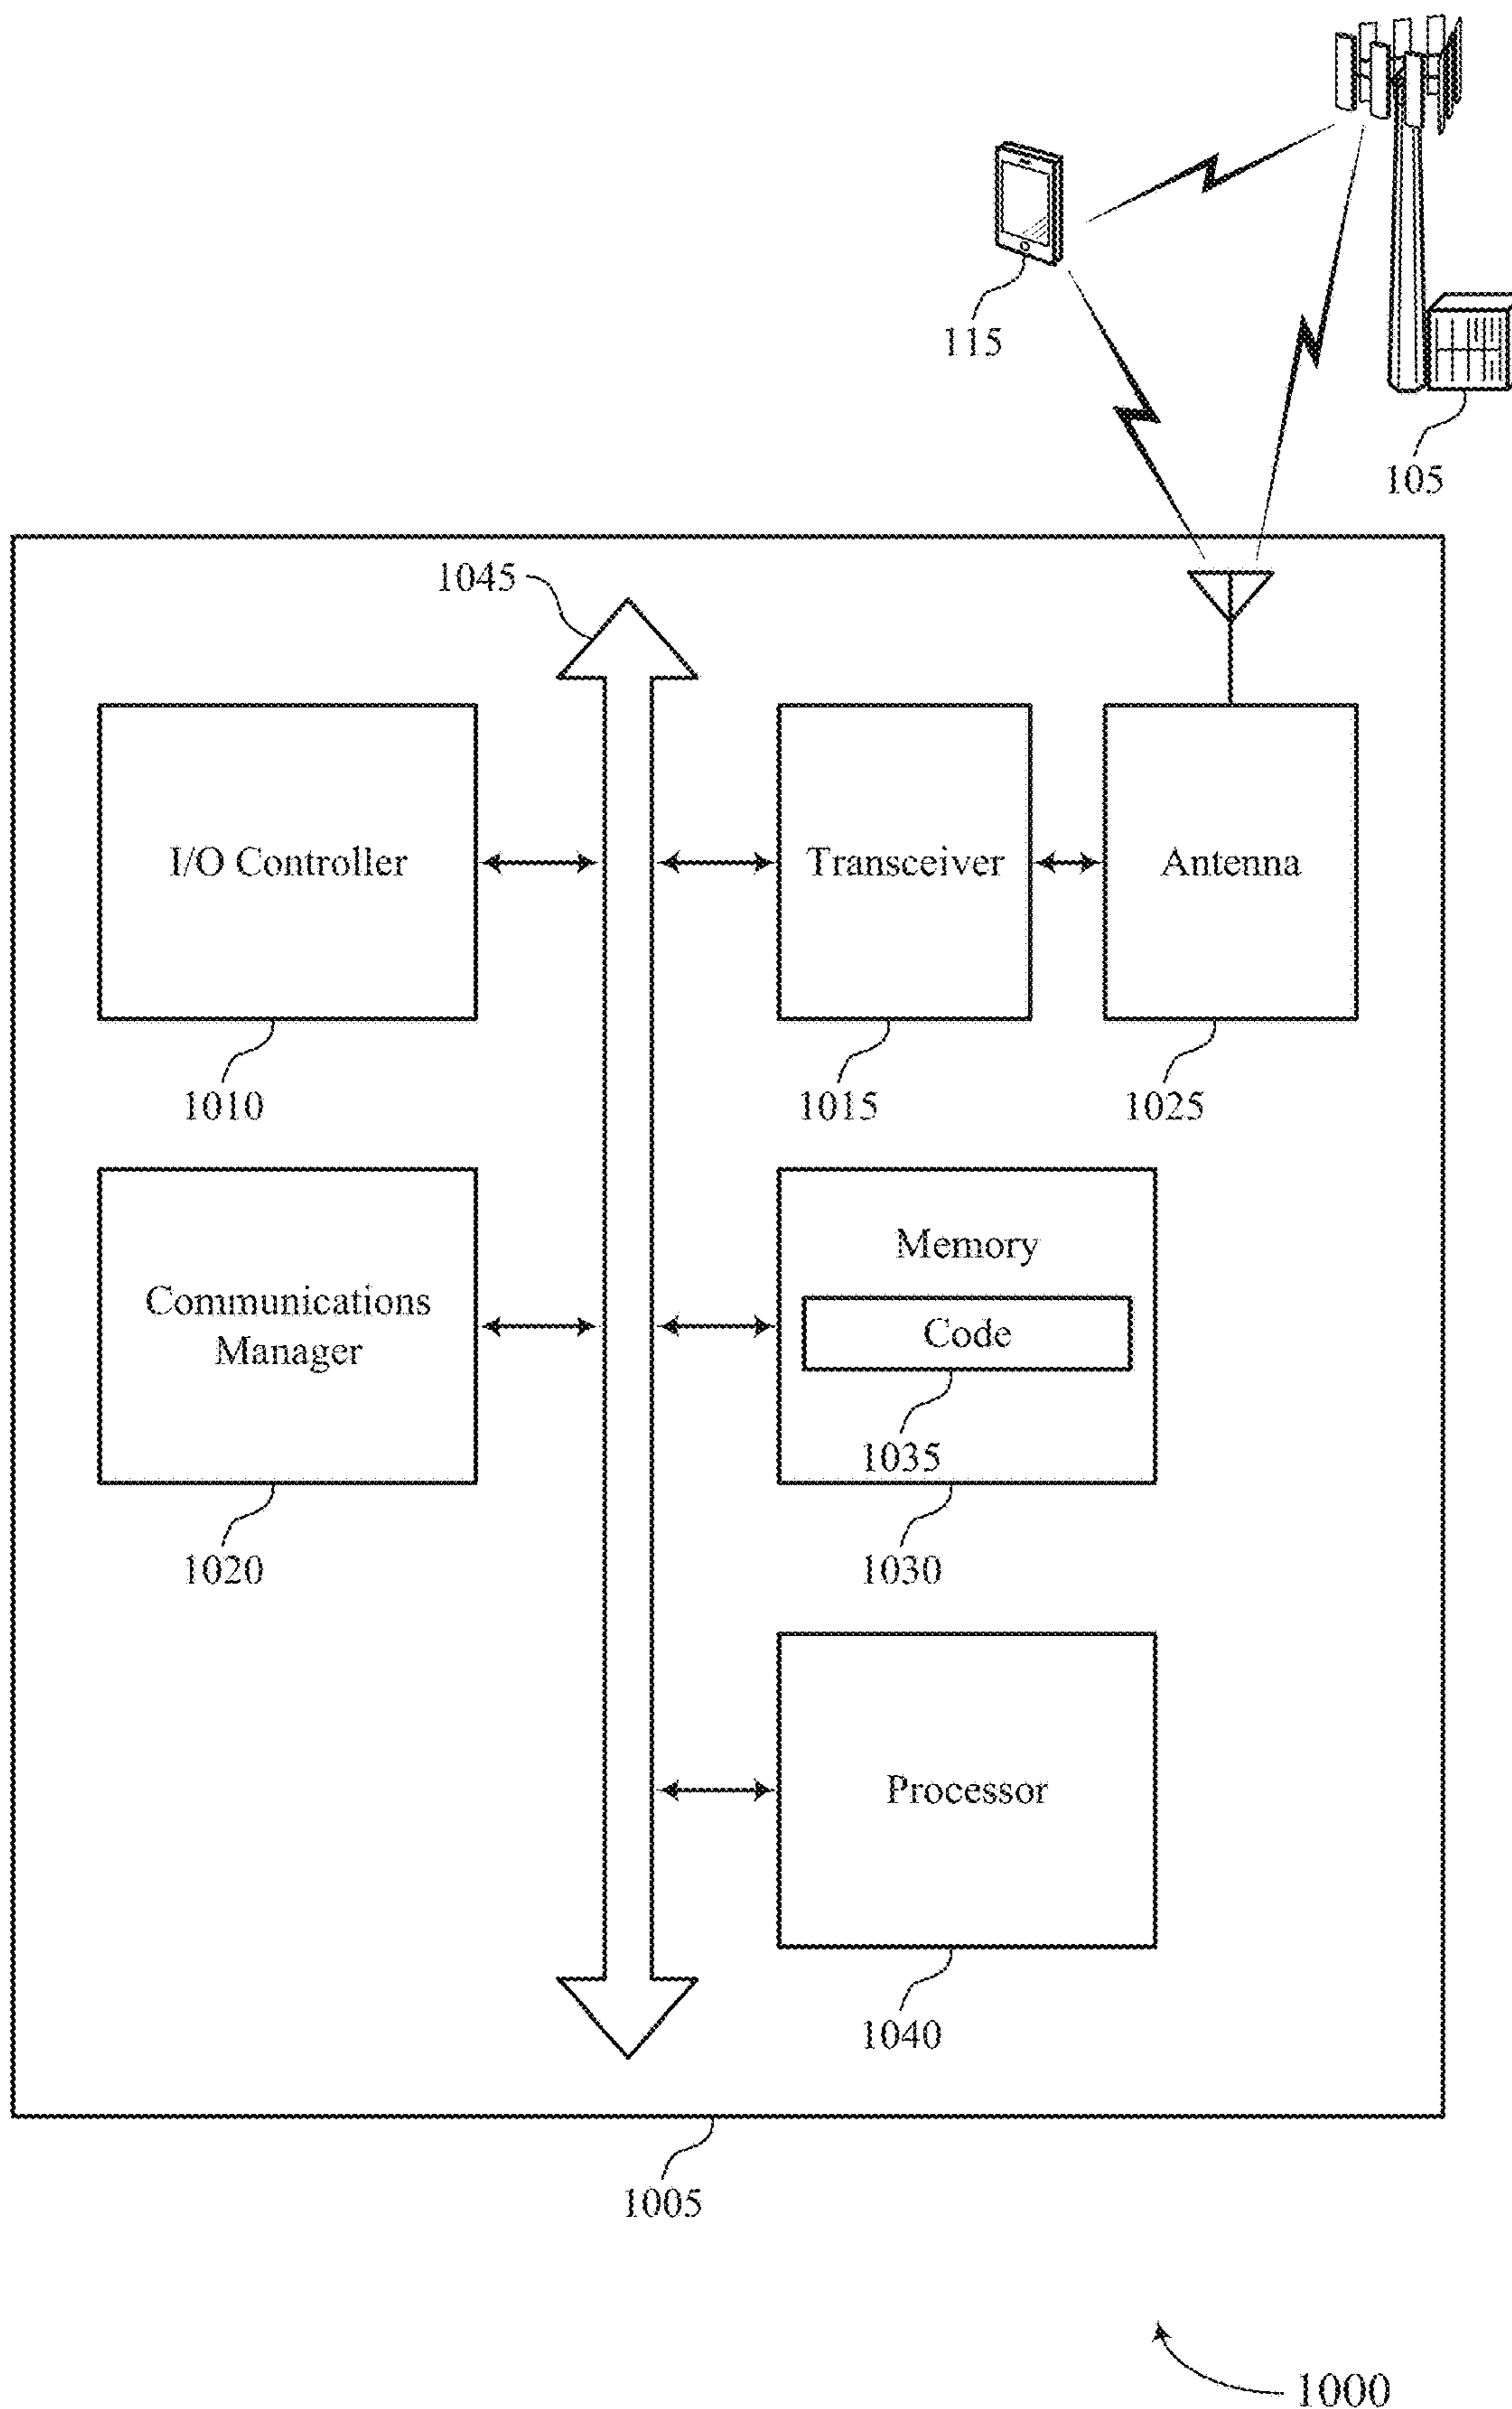 115
105
1045
I/O Controller
Transceiver
Antenna
1010
1015
1025
Communications
Manager
Memory
Code
1035
1020
1030
Processor
1040
1005
1000